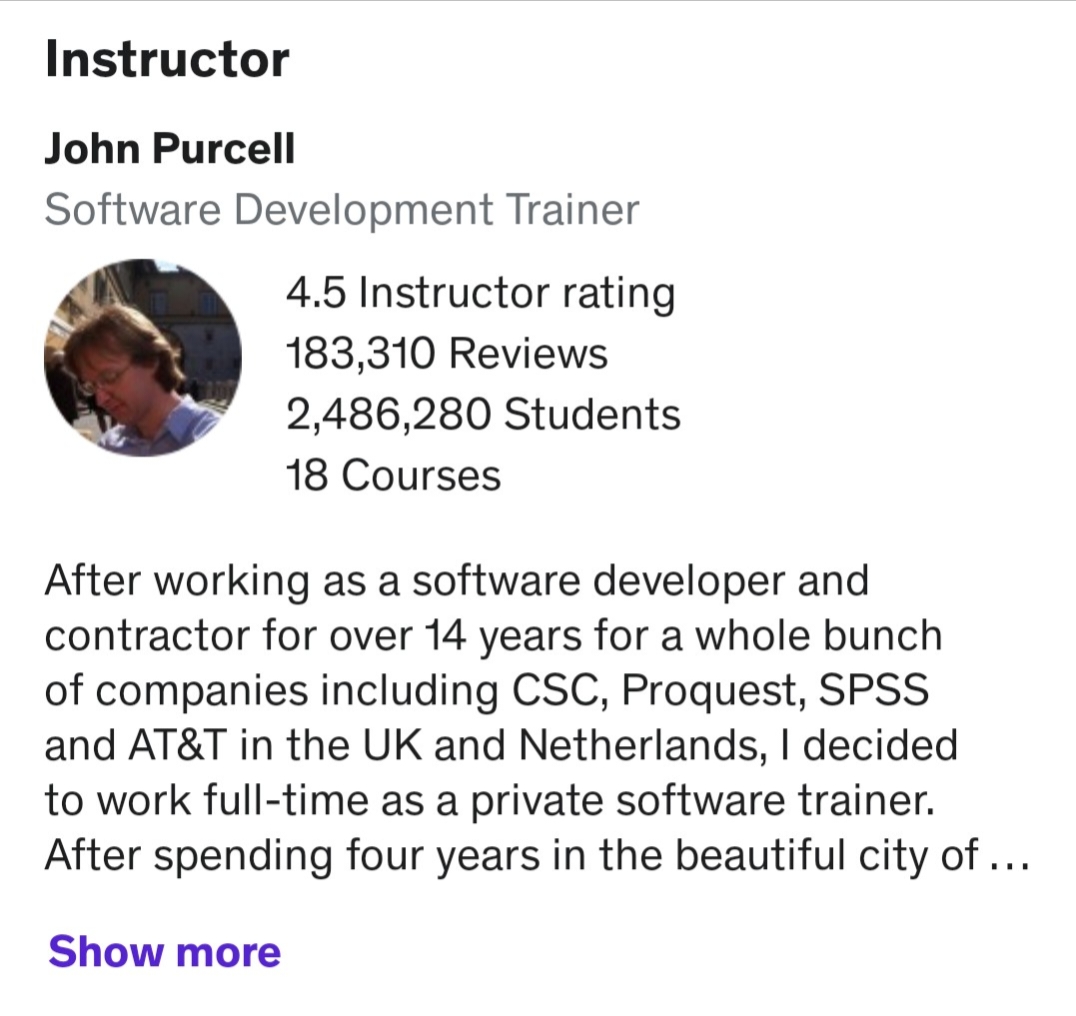 Instructor
John Purcell
Software Development Trainer
4.5 Instructor rating
183,310 Reviews
2,486,280 Students
18 Courses
After working as a software developer and
contractor for over 14 years for a whole bunch
of companies including CSC, Proquest, SPSS
and AT&T in the UK and Netherlands, I decided
to work full-time as a private software trainer.
After spending four years in the beautiful city of ...
Show more